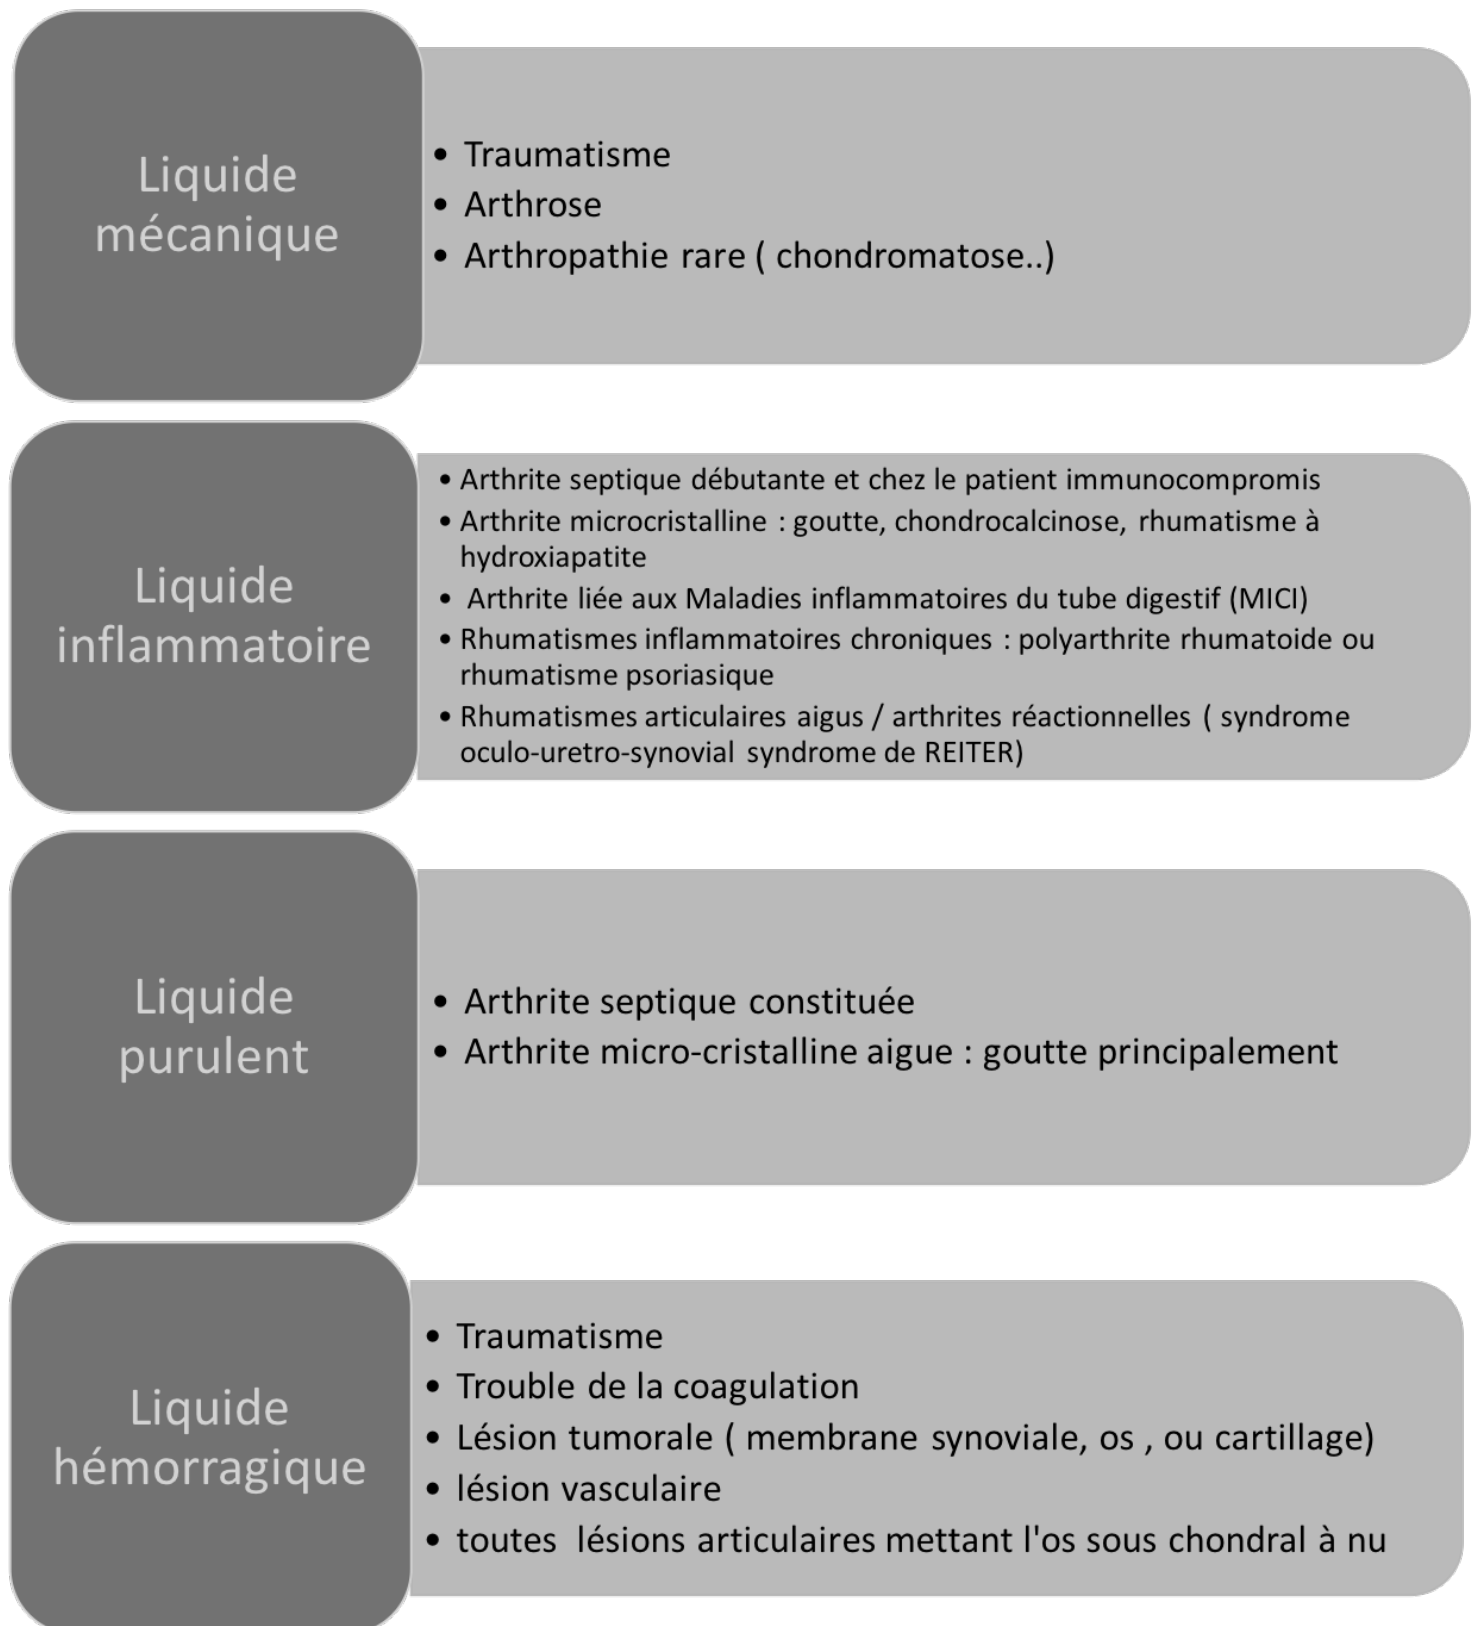 Liquide
mécanique
• Traumatisme
• Arthrose
• Arthropathie rare ( chondromatose..)
Liquide
inflammatoire
• Arthrite septique débutante et chez le patient immunocompromis
• Arthrite microcristalline : goutte, chondrocalcinose, rhumatisme à
hydroxiapatite
• Arthrite liée aux Maladies inflammatoires du tube digestif (MICI)
• Rhumatismes inflammatoires chroniques : polyarthrite rhumatoide ou
rhumatisme psoriasique
• Rhumatismes articulaires aigus / arthrites réactionnelles ( syndrome
oculo-uretro-synovial syndrome de REITER)
Liquide
purulent
• Arthrite septique constituée
• Arthrite micro-cristalline aigue : goutte principalement
Liquide
hémorragique
• Traumatisme
• Trouble de la coagulation
• Lésion tumorale ( membrane synoviale, os , ou cartillage)
• lésion vasculaire
• toutes lésions articulaires mettant l'os sous chondral à nu